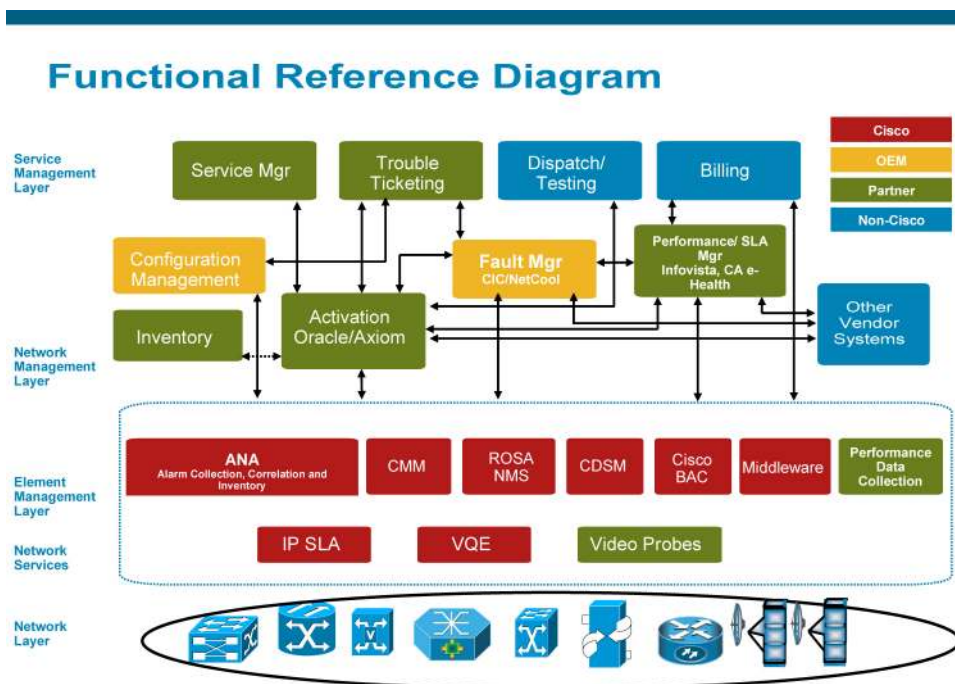 Functional Reference Diagram
Cisco
OEM
Partner
Non-Cisco
Service
Management
Layer
Service Mgr
Trouble
Ticketing
Dispatch/
Testing
Billing
Configuration
Management
Fault Mgr
CIC/NetCool
Performance/ SLA
Mgr
Infovista, CA e-
Health
Inventory
Activation
Oracle/Axiom
Other
Vendor
Systems
Network
Management
Layer
ANA
Alarm Collection, Correlation and
Inventory
CMM
ROSA
NMS
CDSM
Cisco
BAC
Middleware
Performance
Data
Collection
Element
Management
Layer
IP SLA
VQE
Video Probes
Network
Services
Network
Layer
V